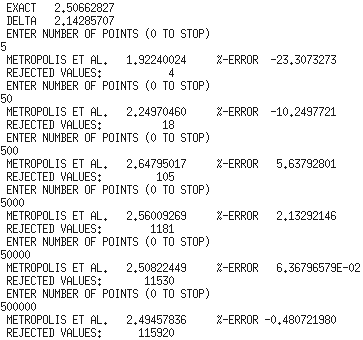 EXACT 2.50662827
DELTA 2.14285707
ENTER NUMBER OF POINTS (0 TO STOP)
5
METROPOLIS ET AL. 1.92240024 %-ERROR -23.3073273
REJECTED VALUES: 4
ENTER NUMBER OF POINTS (0 TO STOP)
50
METROPOLIS ET AL. 2.24970460 %-ERROR -10.2497721
REJECTED VALUES: 18
ENTER NUMBER OF POINTS (0 TO STOP)
500
METROPOLIS ET AL. 2.64795017 %-ERROR 5.63792801
REJECTED VALUES: 105
ENTER NUMBER OF POINTS (0 TO STOP)
5000
METROPOLIS ET AL. 2.56009269 %-ERROR 2.13292146
REJECTED VALUES: 1181
ENTER NUMBER OF POINTS (0 TO STOP)
50000
METROPOLIS ET AL. 2.50822449 %-ERROR 6.36796579E-02
REJECTED VALUES: 11530
ENTER NUMBER OF POINTS (0 TO STOP)
500000
METROPOLIS ET AL. 2.49457836 %-ERROR -0.480721980
REJECTED VALUES: 115920